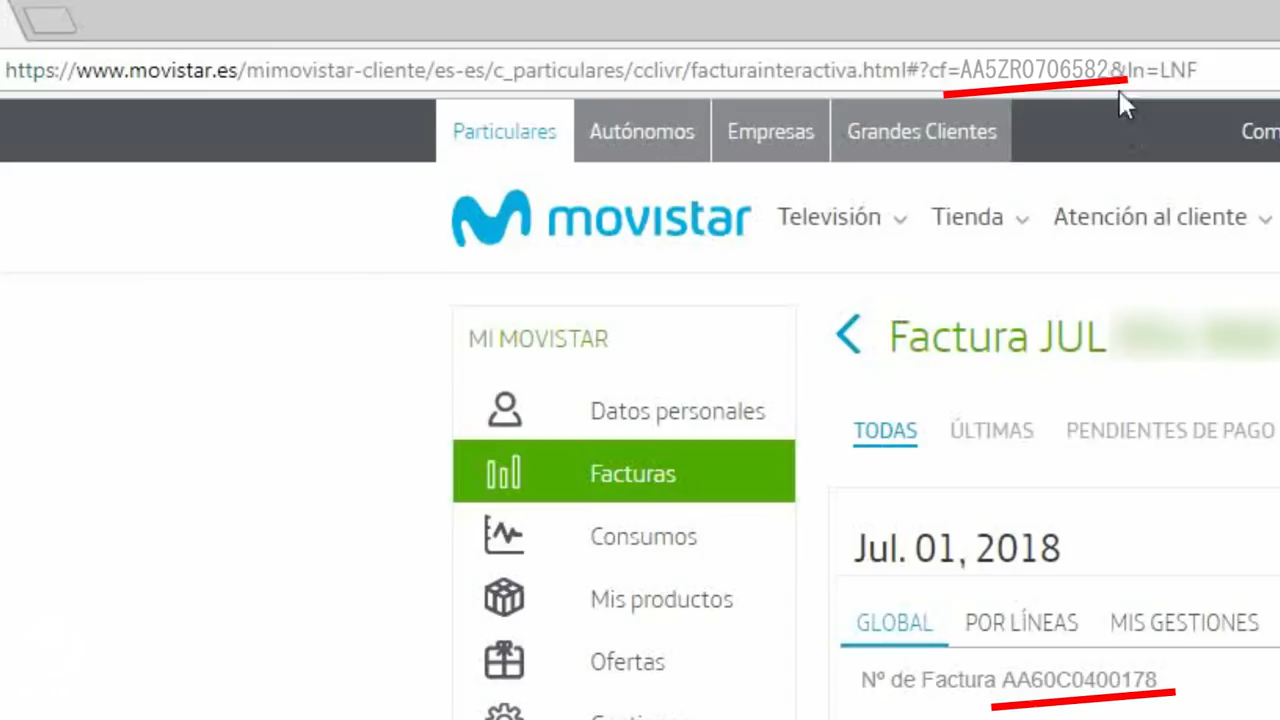 https://www.movistar.es/mimovistar-cliente/es-es/c_particulares/cclivr/facturainteractiva.html#?cf=AA5ZR0706582&ln=LNF
Particulares Autónomos Empresas Grandes Clientes Com
movistar Televisión Tienda Atención al cliente
MI MOVISTAR
Factura JUL
Datos personales
TODAS ÚLTIMAS PENDIENTES DE PAGO
Facturas
Consumos
Jul. 01, 2018
Mis productos
GLOBAL POR LÍNEAS MIS GESTIONES
Ofertas
Nº de Factura AA60C0400178